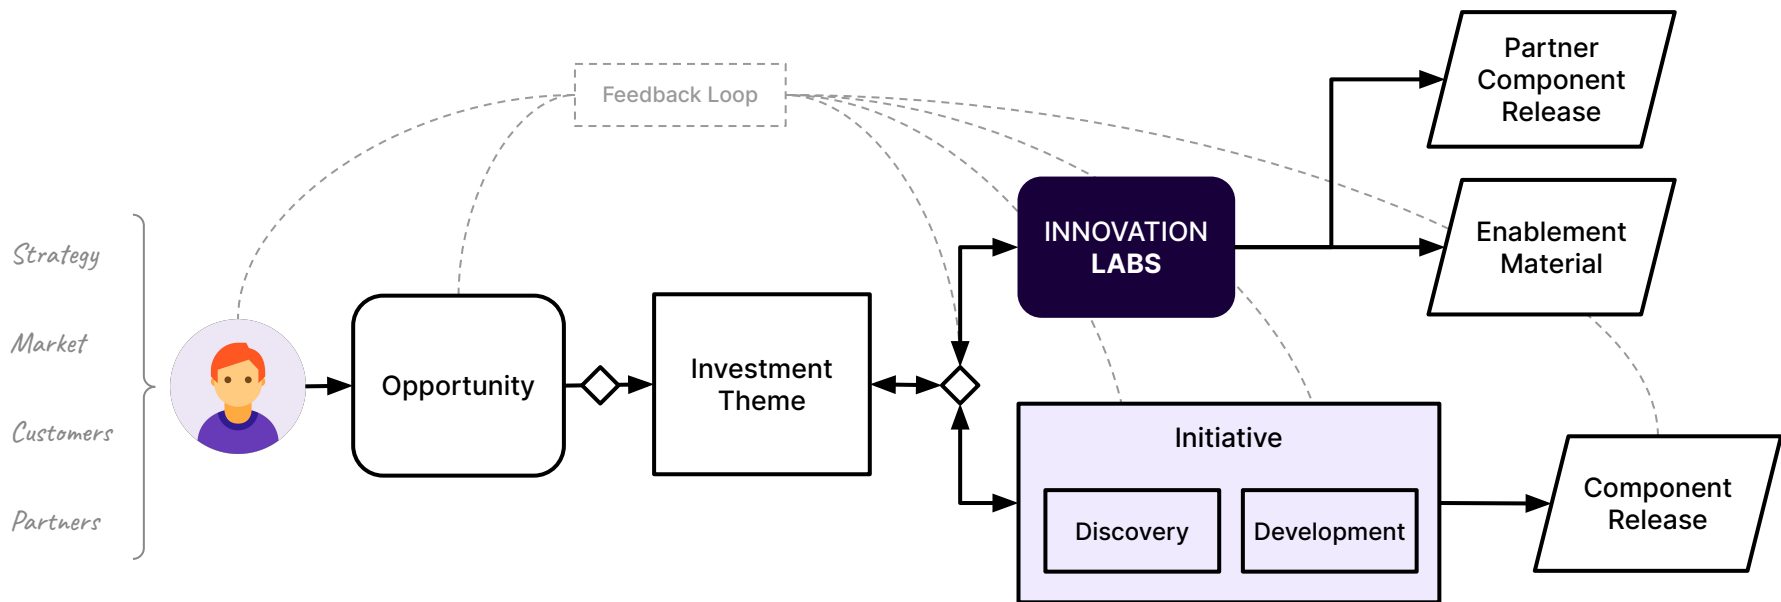 Strategy
Market
Customers
Partners
Feedback Loop
Opportunity
Investment
Theme
INNOVATION
LABS
Initiative
Discovery
Development
Partner
Component
Release
Enablement
Material
Component
Release